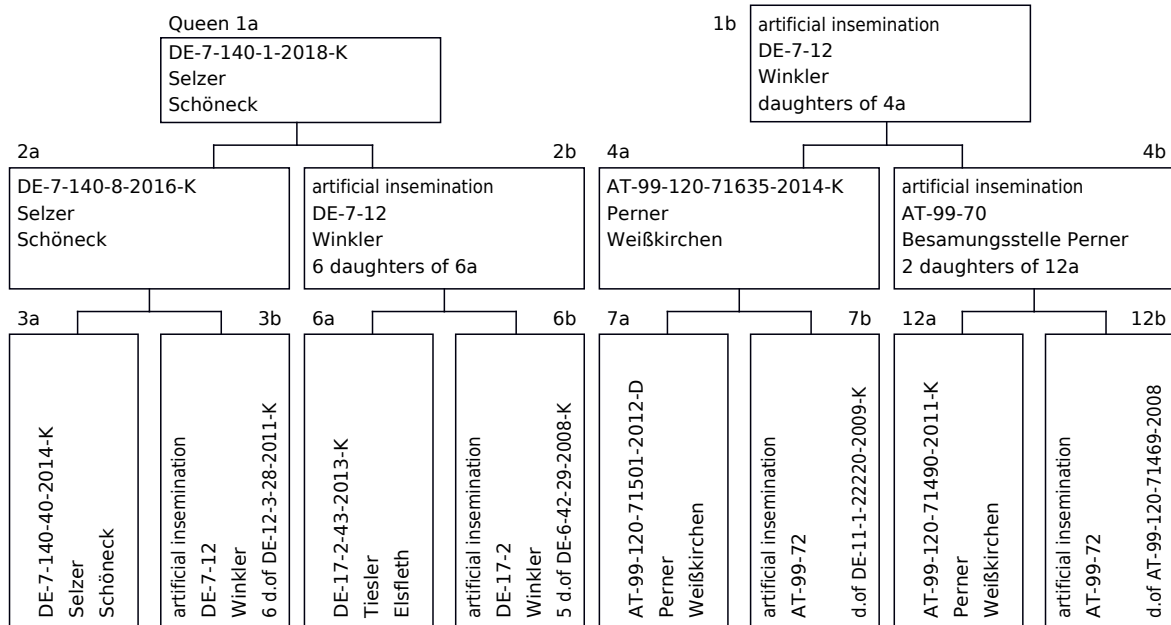 Queen 1a
DE-7-140-1-2018-K
Selzer
Schöneck
1b
artificial insemination
DE-7-12
Winkler
daughters of 4a
2a
DE-7-140-8-2016-K
Selzer
Schöneck
2b
artificial insemination
DE-7-12
Winkler
6 daughters of 6a
4a
AT-99-120-71635-2014-K
Perner
Weißkirchen
4b
artificial insemination
AT-99-70
Besamungsstelle Perner
2 daughters of 12a
3a
DE-7-140-40-2014-K
Selzer
Schöneck
3b
artificial insemination
DE-7-12
Winkler
6 d.of DE-12-3-28-2011-K
6a
DE-17-2-43-2013-K
Tiesler
Elsfleth
6b
artificial insemination
DE-17-2
Winkler
5 d.of DE-6-42-29-2008-K
7a
AT-99-120-71501-2012-D
Perner
Weißkirchen
7b
artificial insemination
AT-99-72
d.of DE-11-1-22220-2009-K
12a
AT-99-120-71490-2011-K
Perner
Weißkirchen
12b
artificial insemination
AT-99-72
d.of AT-99-120-71469-2008